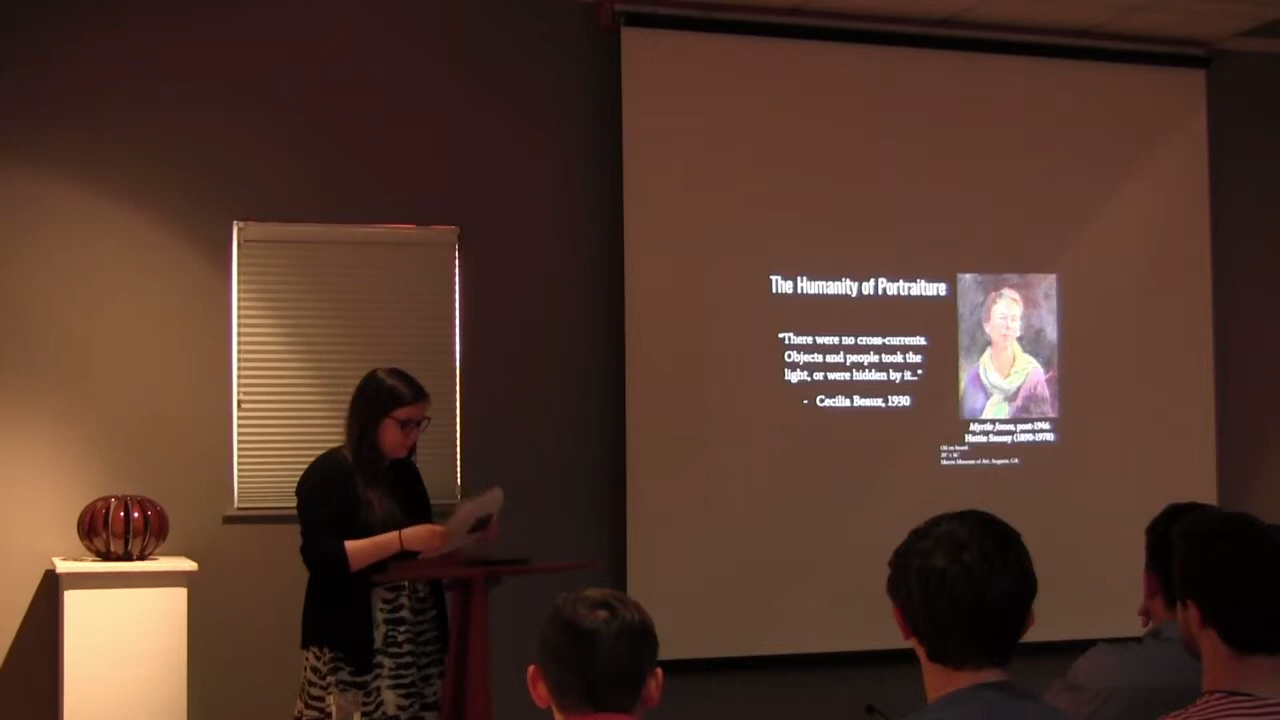 The Humanity of Portraiture
"There were no cross-currents.
Objects and people took the
light, or were hidden by it..."
- Cecilia Beaux, 1930
Myrtle Jones, post-1946
Hattie Saussy (1890-1978)
Oil on board
20" x 16"
Morris Museum of Art, Augusta, GA